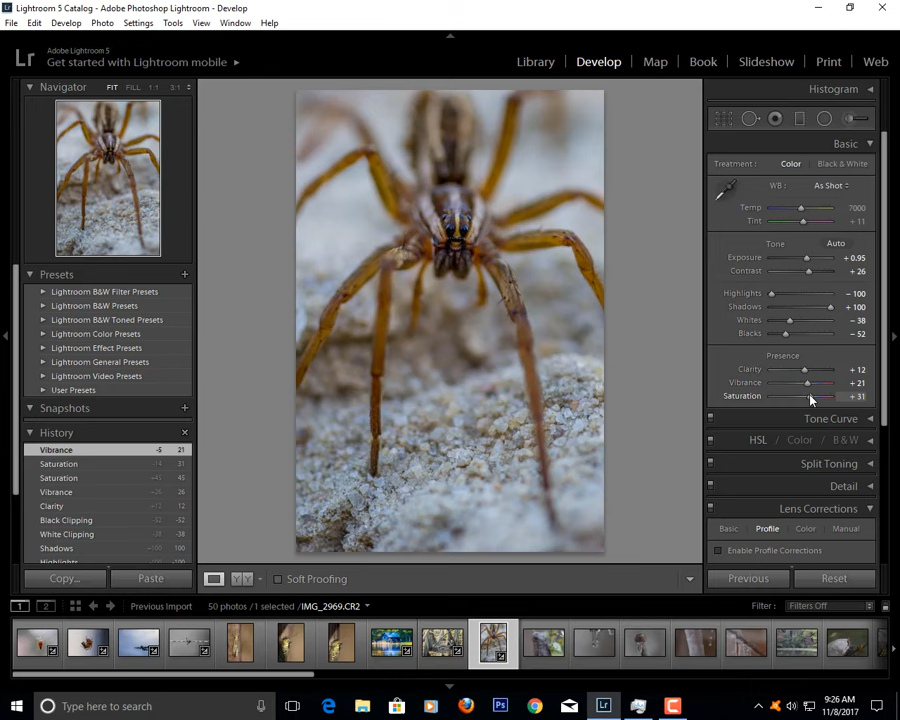 Lightroom 5 Catalog - Adobe Photoshop Lightroom - Develop
File Edit Develop Photo Settings Tools View Window Help
Lr
Adobe Lightroom 5
Get started with Lightroom mobile
Library Develop Map Book Slideshow Print Web
Navigator FIT FILL 1:1 3:1
Histogram
Basic
Treatment : Color Black & White
WB : As Shot
Temp 7000
Tint + 11
Tone Auto
Exposure + 0.95
Contrast + 26
Highlights − 100
Shadows + 100
Whites − 38
Blacks − 52
Presence
Clarity + 12
Vibrance + 21
Saturation + 31
Tone Curve
HSL / Color / B & W
Split Toning
Detail
Lens Corrections
Basic Profile Color Manual
Enable Profile Corrections
Previous Reset
Presets
Lightroom B&W Filter Presets
Lightroom B&W Presets
Lightroom B&W Toned Presets
Lightroom Color Presets
Lightroom Effect Presets
Lightroom General Presets
Lightroom Video Presets
User Presets
Snapshots
History
Vibrance -5 21
Saturation -14 31
Saturation 45
Vibrance 26
Clarity 12
Black Clipping -52
White Clipping -38
Shadows 100
Highlights
Copy... Paste
Soft Proofing
1 2 Previous Import 50 photos / 1 selected / IMG_2969.CR2
Filter : Filters Off
Type here to search
Ps
Lr
9:26 AM
11/8/2017